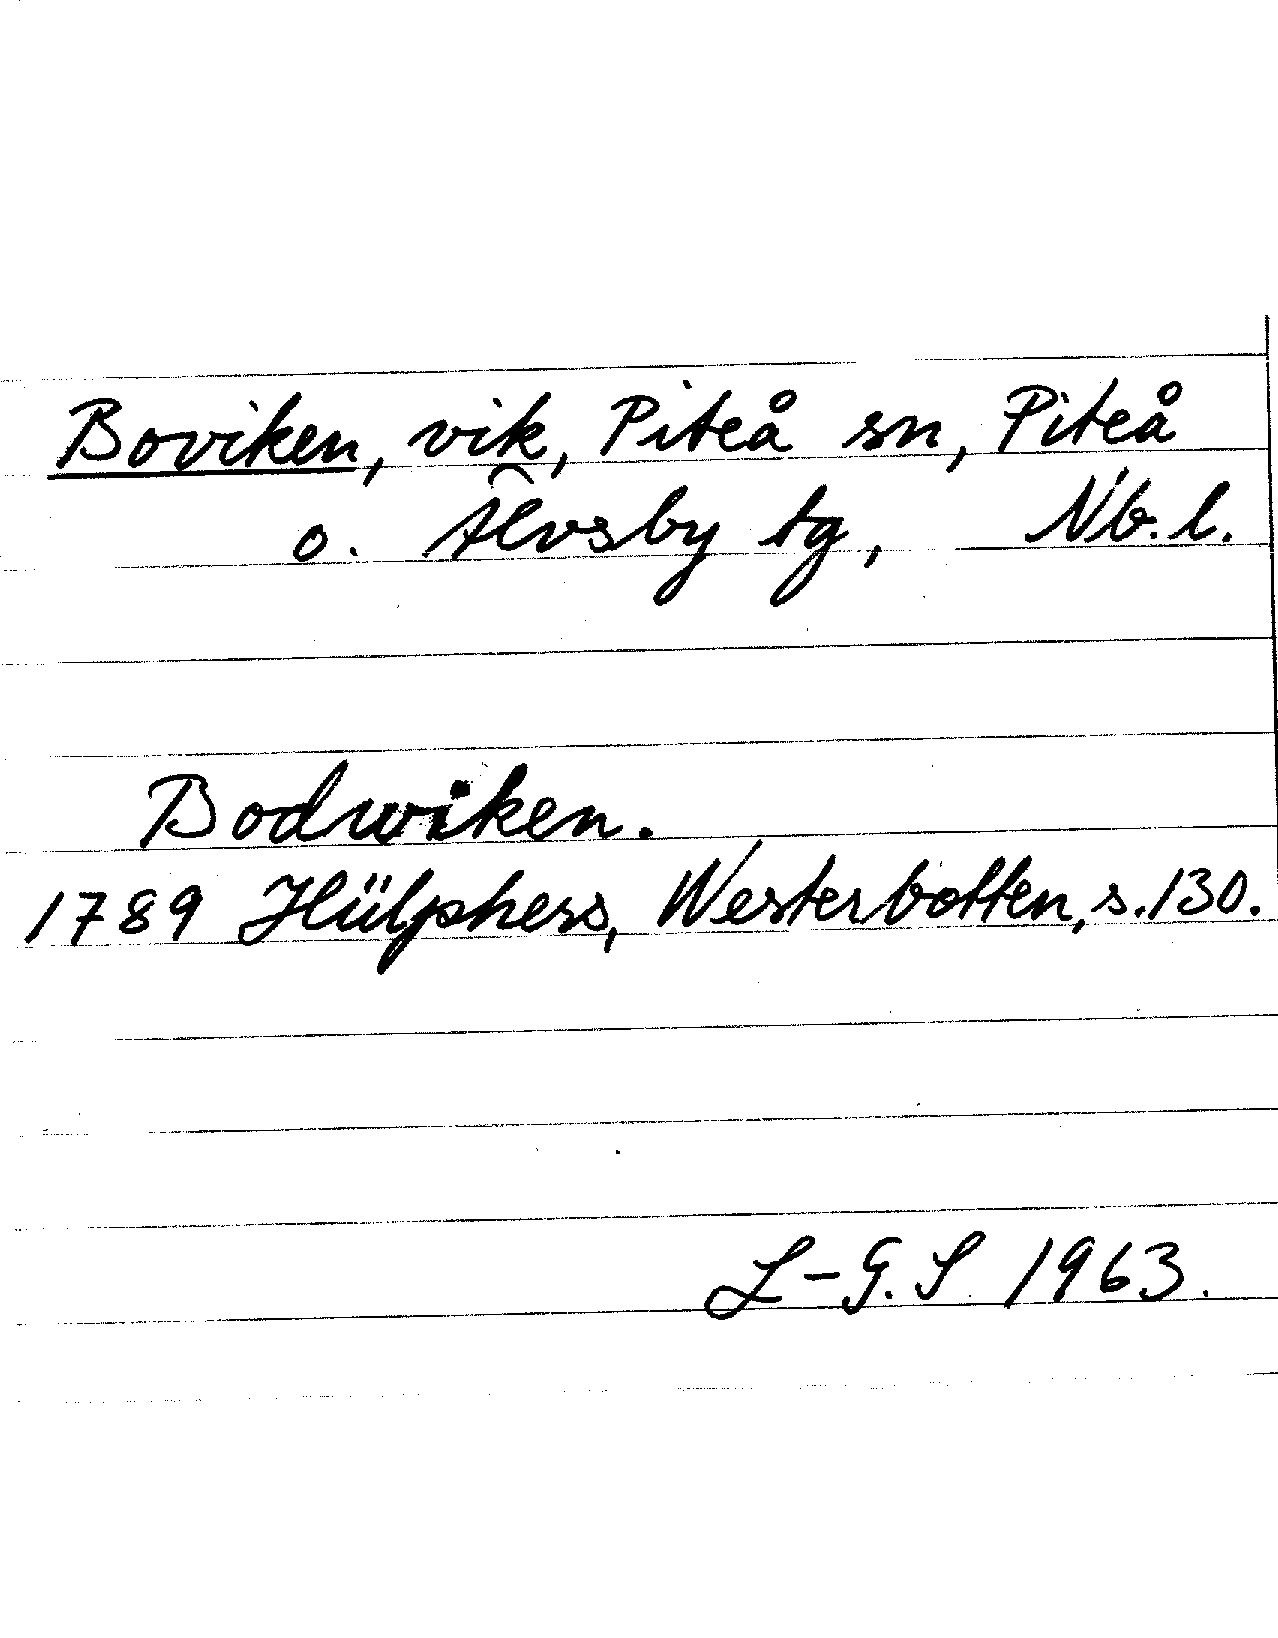 Boviken, vik, Piteå sn, Piteå
o. Älvsby tg, Nb.l.
Bodwiken.
1789 Hülphers, Westerbotten, s.130.
L-G.S 1963.